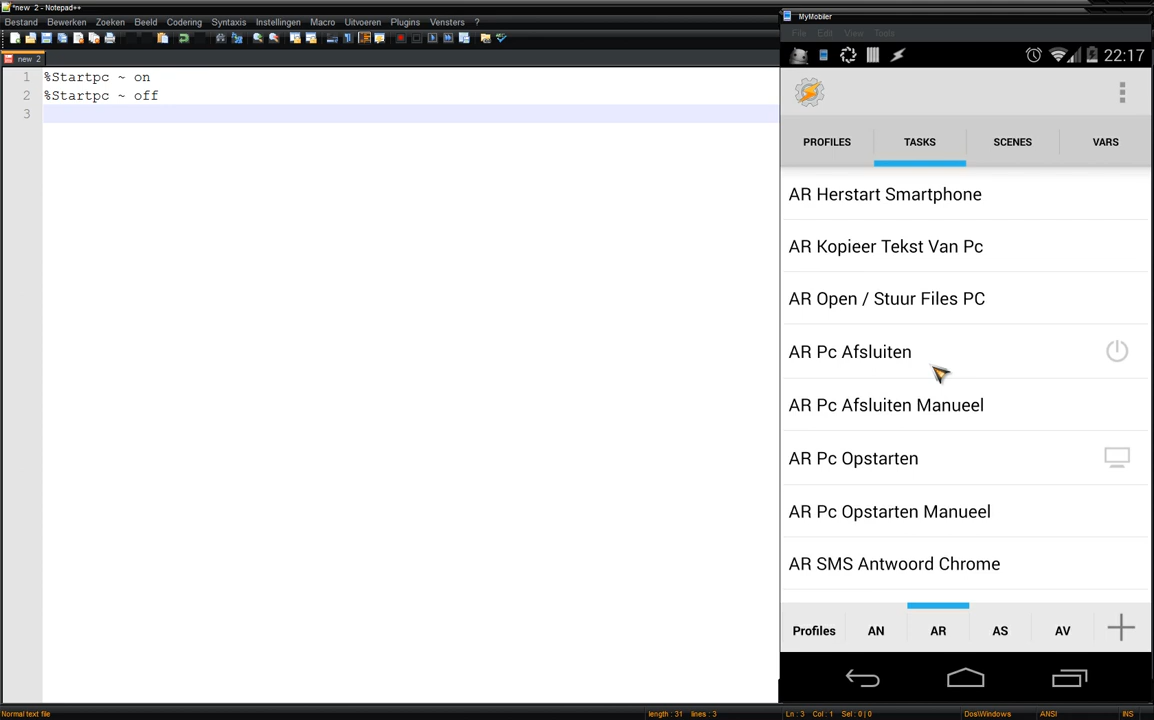 *new 2 - Notepad++
Bestand Bewerken Zoeken Beeld Codering Syntaxis Instellingen Macro Uitvoeren Plugins Vensters ?
new 2
1 %Startpc ~ on
2 %Startpc ~ off
3
Normal text file
length : 31 lines : 3
Ln : 3 Col : 1 Sel : 0 | 0
Dos\Windows
ANSI
INS
MyMobiler
File Edit View Tools
22:17
PROFILES
TASKS
SCENES
VARS
AR Herstart Smartphone
AR Kopieer Tekst Van Pc
AR Open / Stuur Files PC
AR Pc Afsluiten
AR Pc Afsluiten Manueel
AR Pc Opstarten
AR Pc Opstarten Manueel
AR SMS Antwoord Chrome
Profiles
AN
AR
AS
AV